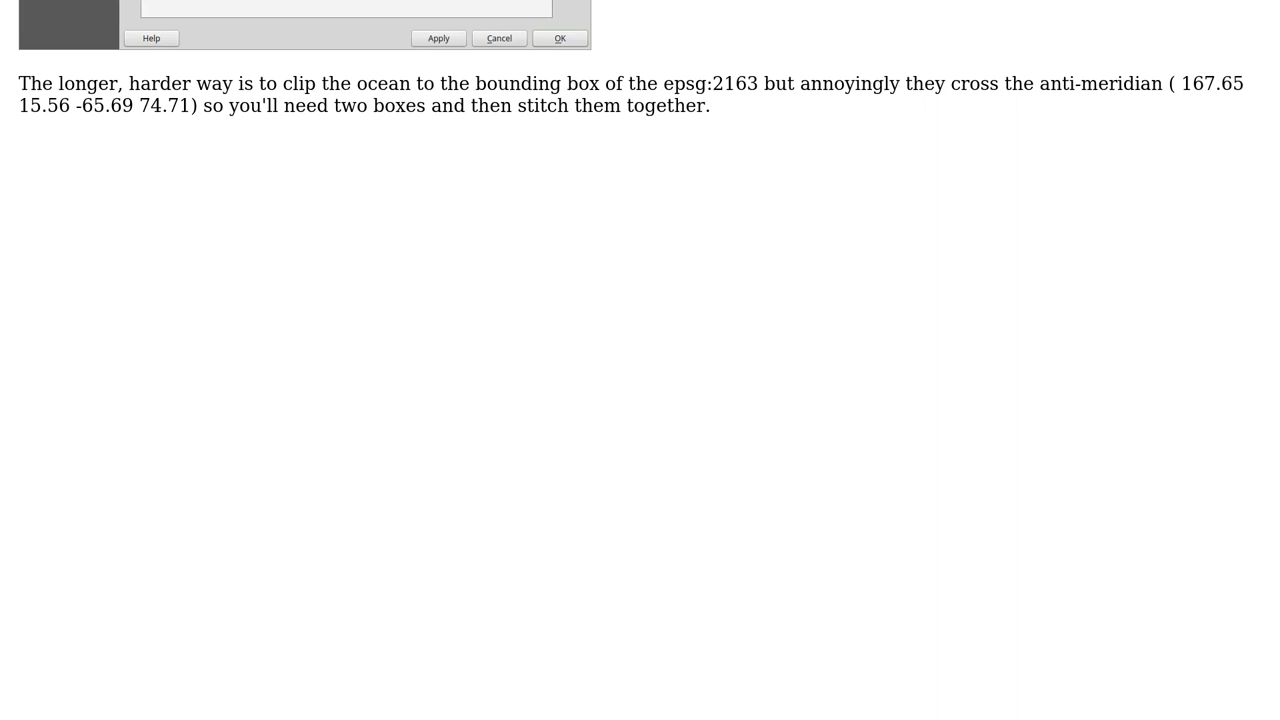 Help Apply Cancel OK
The longer, harder way is to clip the ocean to the bounding box of the epsg:2163 but annoyingly they cross the anti-meridian ( 167.65
15.56 -65.69 74.71) so you'll need two boxes and then stitch them together.